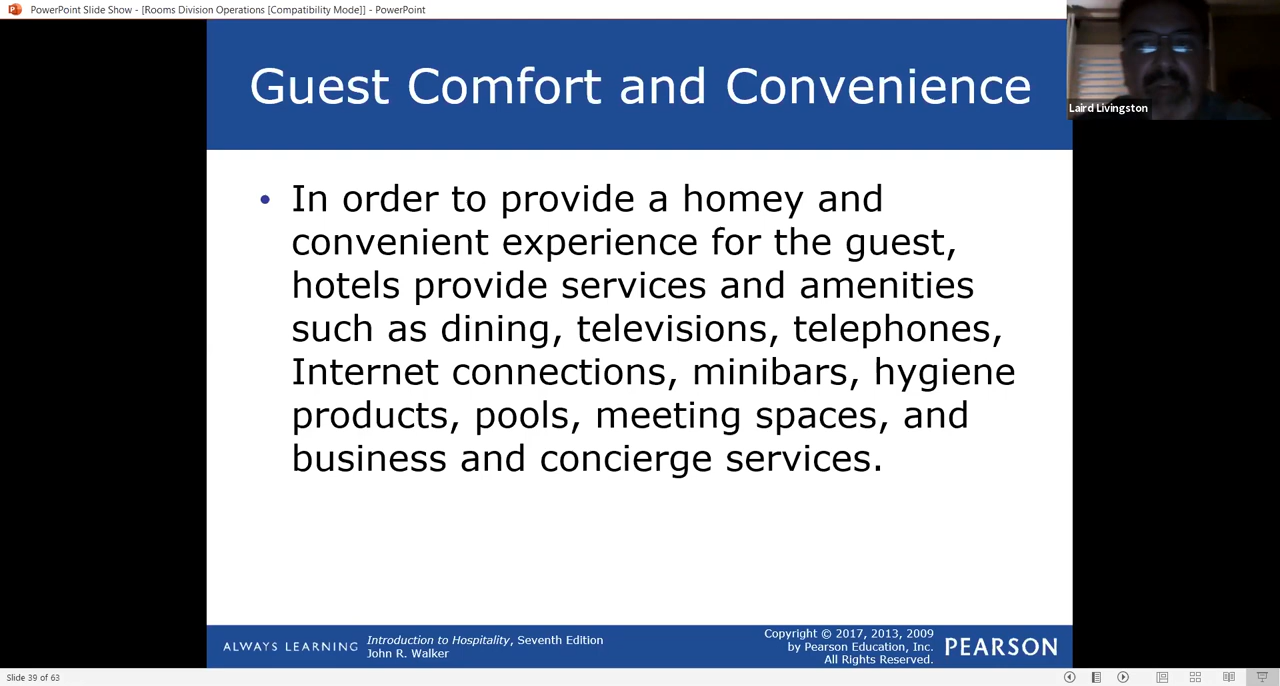 PowerPoint Slide Show - [Rooms Division Operations [Compatibility Mode]] - PowerPoint
Laird Livingston
Guest Comfort and Convenience
• In order to provide a homey and
convenient experience for the guest,
hotels provide services and amenities
such as dining, televisions, telephones,
Internet connections, minibars, hygiene
products, pools, meeting spaces, and
business and concierge services.
ALWAYS LEARNING
Introduction to Hospitality, Seventh Edition
John R. Walker
Copyright © 2017, 2013, 2009
by Pearson Education, Inc.
All Rights Reserved.
PEARSON
Slide 39 of 63